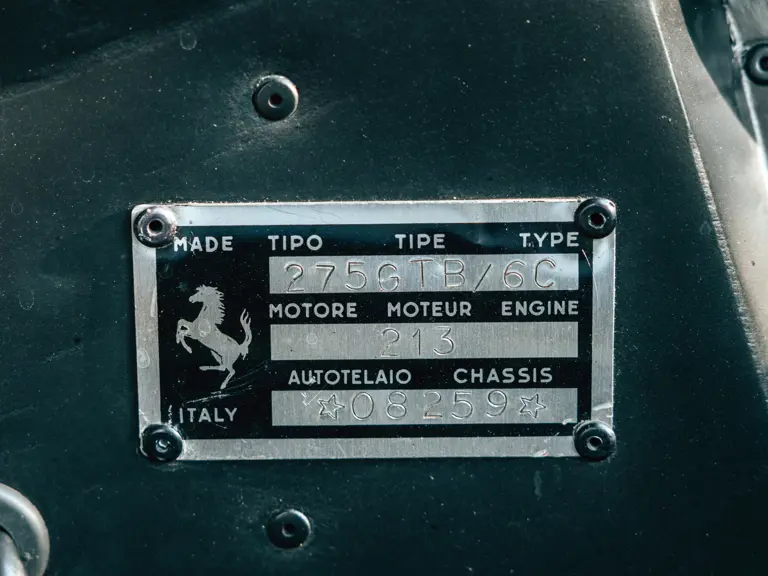 MADE TIPO TIPE TYPE
275GTB/6C
MOTORE MOTEUR ENGINE
213
AUTOTELAIO CHASSIS
ITALY ☆08259☆